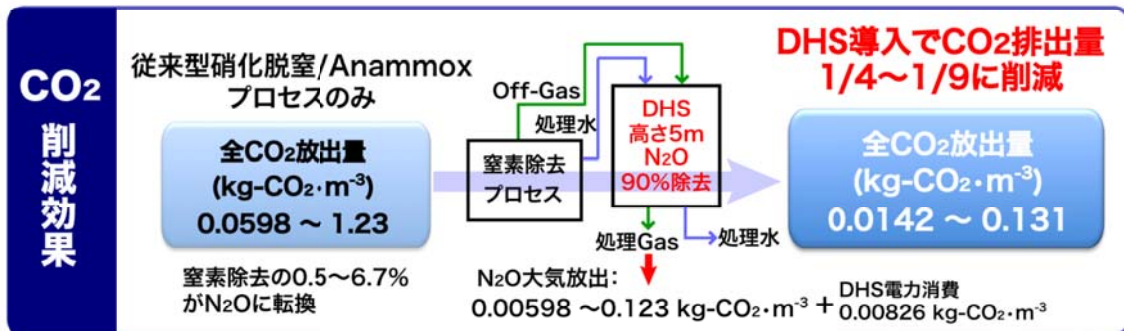 CO₂
削減効果
従来型硝化脱窒/Anammox
プロセスのみ
全CO₂放出量
(kg-CO₂·m⁻³)
0.0598 ～ 1.23
窒素除去の0.5～6.7%
がN₂Oに転換
Off-Gas
処理水
窒素除去
プロセス
DHS
高さ5m
N₂O
90%除去
処理Gas
処理水
N₂O大気放出：
0.00598 ～0.123 kg-CO₂·m⁻³ +
DHS電力消費
0.00826 kg-CO₂·m⁻³
DHS導入でCO₂排出量
1/4～1/9に削減
全CO₂放出量
(kg-CO₂·m⁻³)
0.0142 ～ 0.131